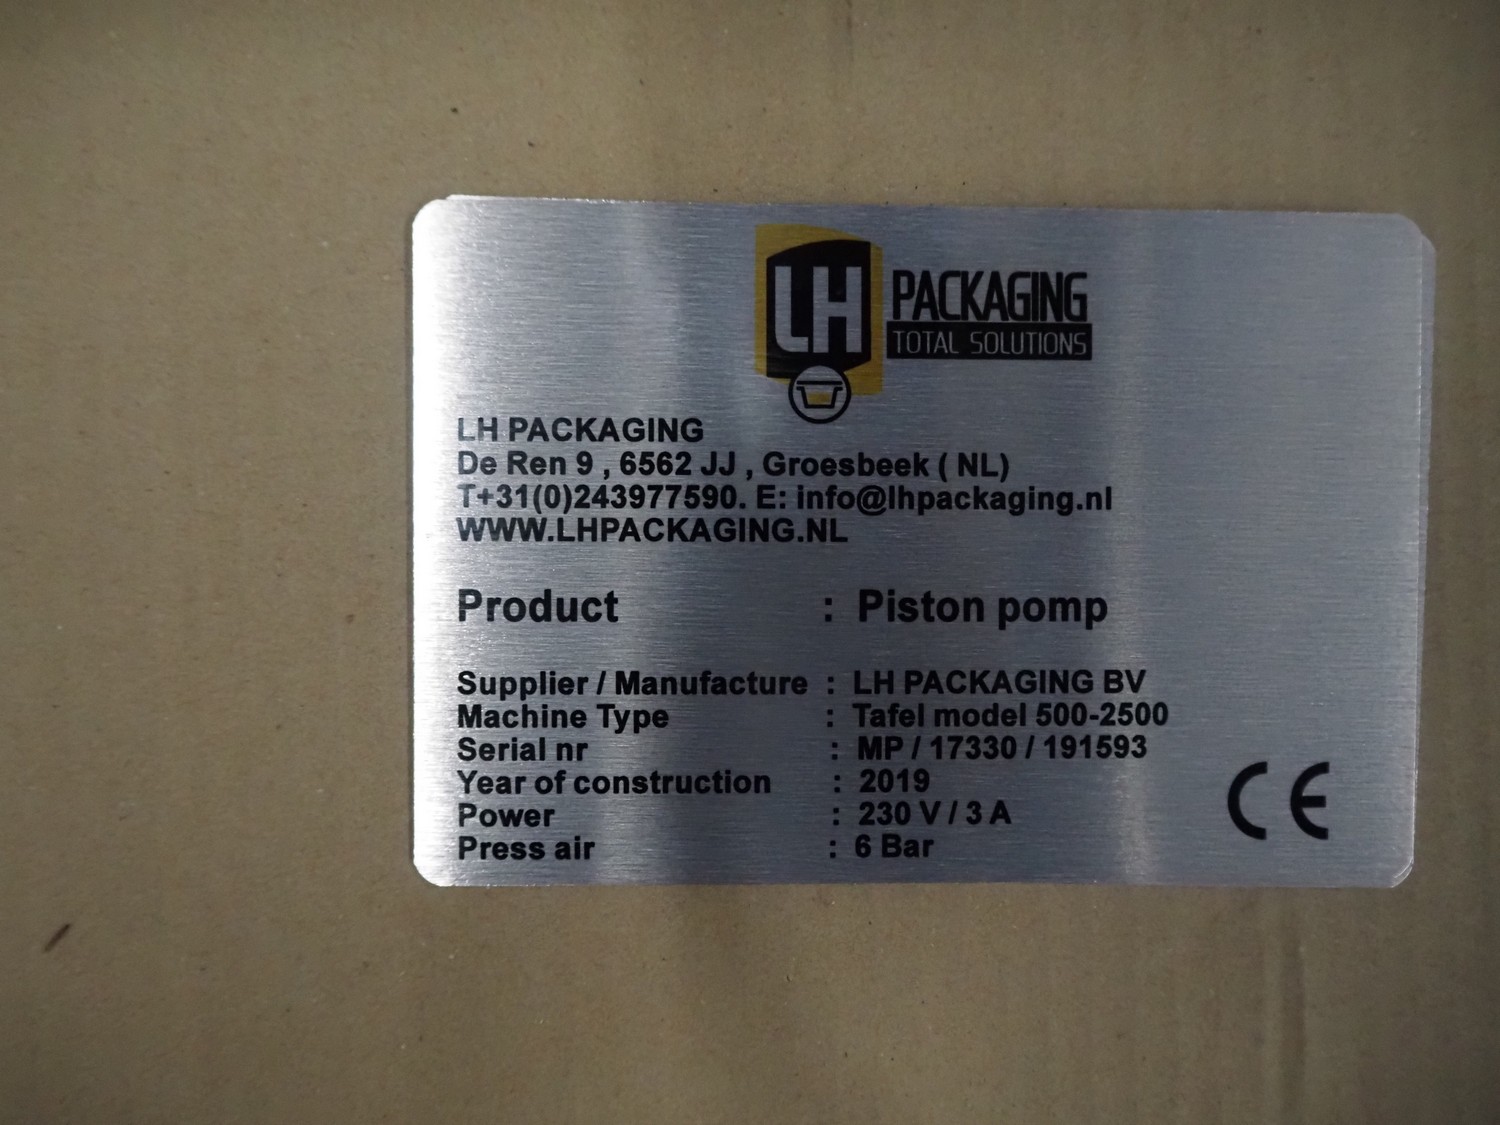 LH PACKAGING
TOTAL SOLUTIONS
LH PACKAGING
De Ren 9 , 6562 JJ , Groesbeek ( NL)
T+31(0)243977590. E: info@lhpackaging.nl
WWW.LHPACKAGING.NL
Product : Piston pomp
Supplier / Manufacture : LH PACKAGING BV
Machine Type : Tafel model 500-2500
Serial nr : MP / 17330 / 191593
Year of construction : 2019
Power : 230 V / 3 A
Press air : 6 Bar
CE